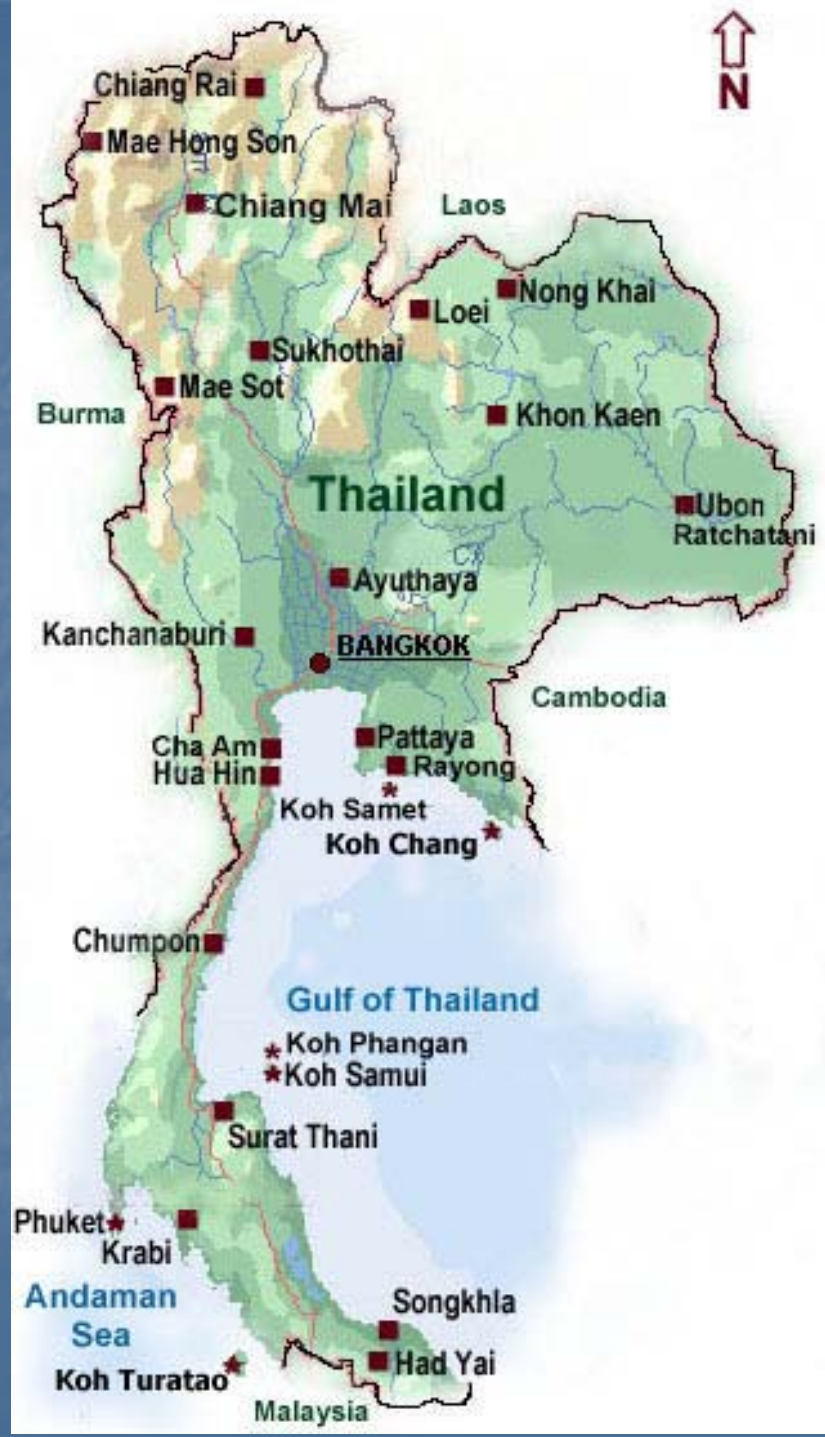 N
Chiang Rai
Mae Hong Son
Chiang Mai
Laos
Nong Khai
Loei
Sukhothai
Mae Sot
Burma
Khon Kaen
Thailand
Ubon
Ratchatani
Ayuthaya
Kanchanaburi
BANGKOK
Cambodia
Cha Am
Pattaya
Hua Hin
Rayong
Koh Samet
Koh Chang
Chumpon
Gulf of Thailand
Koh Phangan
Koh Samui
Surat Thani
Phuket
Krabi
Andaman
Sea
Songkhla
Had Yai
Koh Turatao
Malaysia